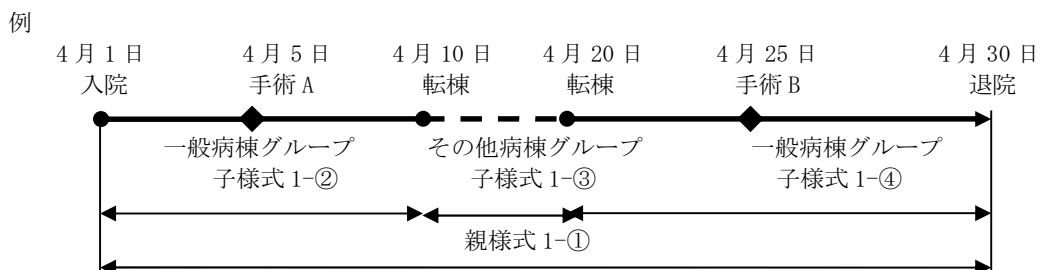 例
4月1日 4月5日 4月10日 4月20日 4月25日 4月30日
入院 手術A 転棟 転棟 手術B 退院
一般病棟グループ その他病棟グループ 一般病棟グループ
子様式1-② 子様式1-③ 子様式1-④
親様式1-①